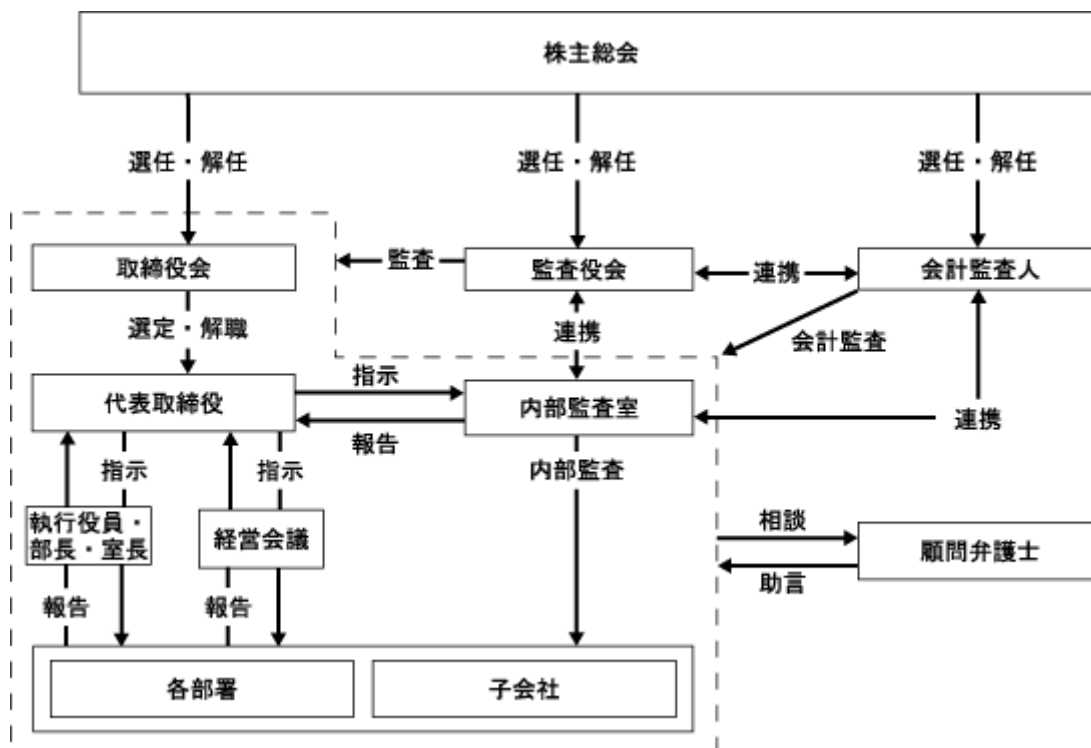 株主総会
選任・解任
選任・解任
選任・解任
取締役会
監査
監査役会
連携
会計監査人
選定・解職
連携
会計監査
代表取締役
指示
報告
内部監査室
連携
指示
指示
内部監査
執行役員・
部長・室長
経営会議
相談
助言
顧問弁護士
報告
報告
各部署
子会社